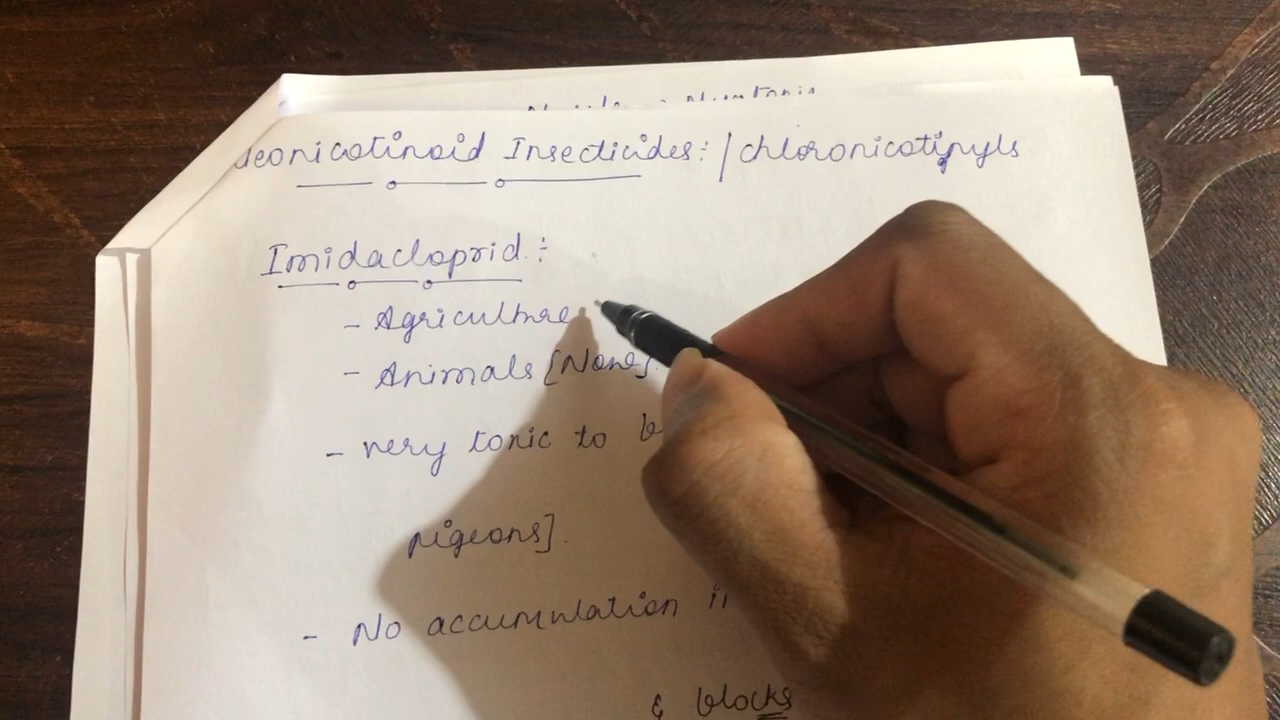 eonicotinoid Insecticides: / chloronicotinyls
Imidacloprid :
- Agriculture
- Animals [None].
- very toxic to b
pigeons].
- No accumulation i
& blocks